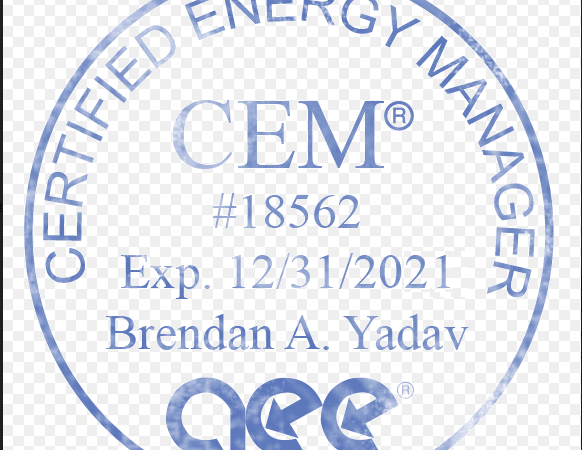 CERTIFIED ENERGY MANAGER
CEM®
#18562
Exp. 12/31/2021
Brendan A. Yadav
aee®